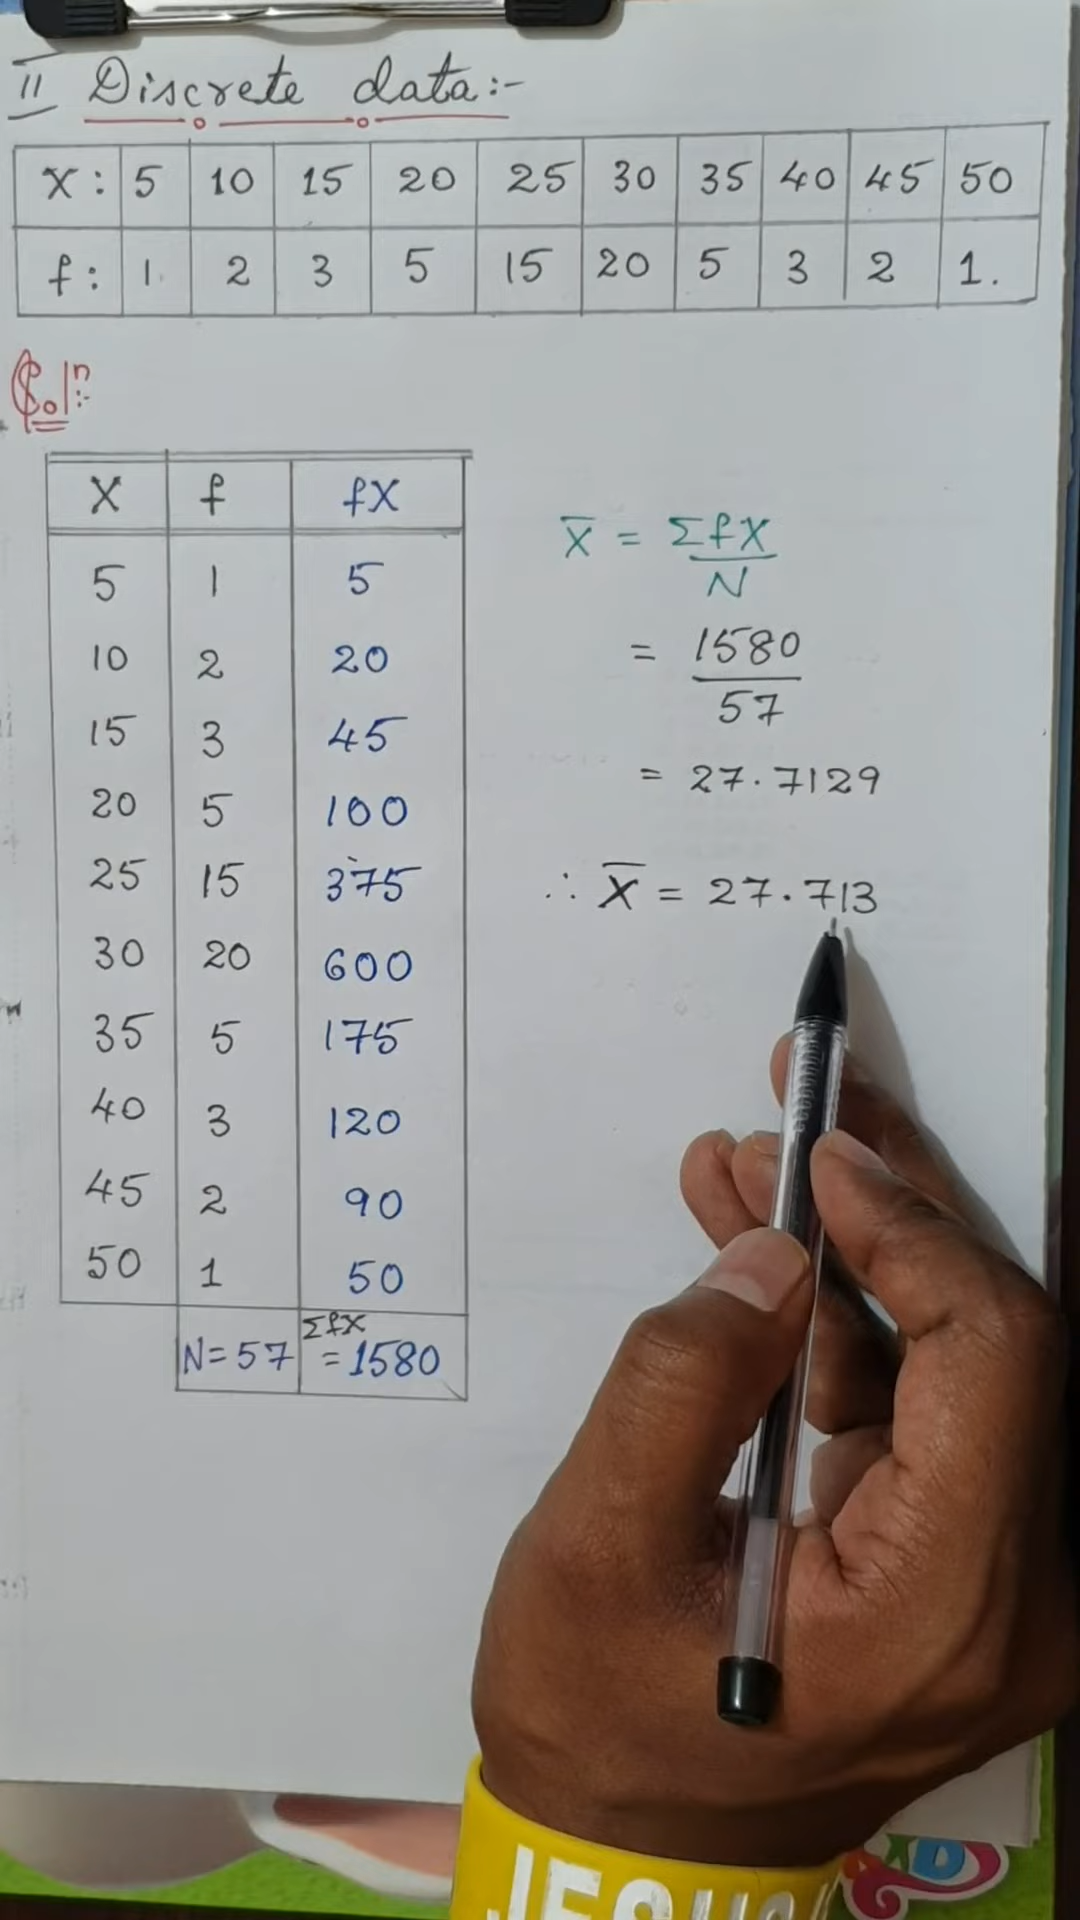 II Discrete data:-
X: 5 10 15 20 25 30 35 40 45 50
f: 1. 2 3 5 15 20 5 3 2 1.
Solⁿ:-
X f fX
5 1 5
10 2 20
15 3 45
20 5 100
25 15 375
30 20 600
35 5 175
40 3 120
45 2 90
50 1 50
N=57 ΣfX =1580
X̄ = ΣfX / N
= 1580 / 57
= 27.7129
∴ X̄ = 27.713
JESUS